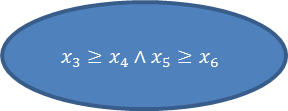 x₃ ≥ x₄ ∧ x₅ ≥ x₆